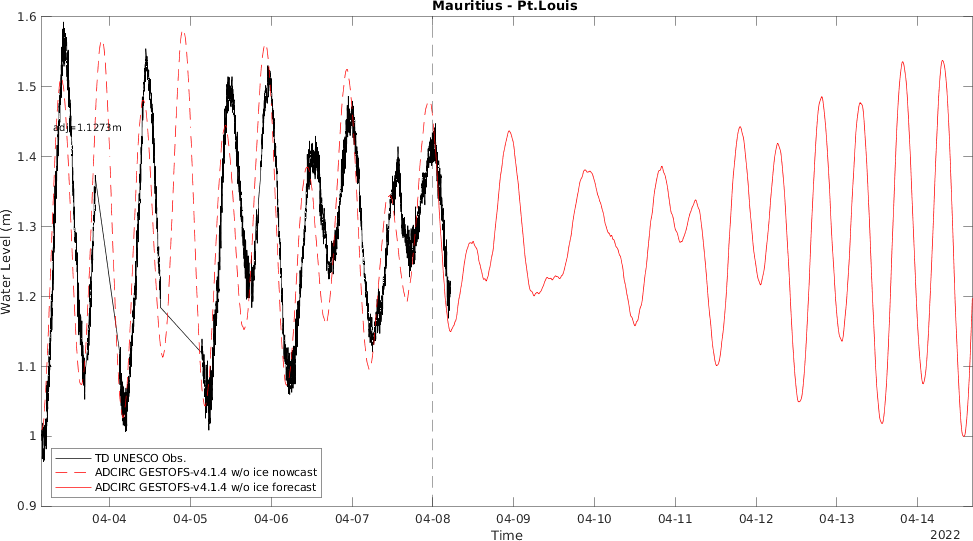 Mauritius - Pt.Louis
1.6
1.5
1.4
1.3
1.2
1.1
1
0.9
Water Level (m)
adj=1.1273m
TD UNESCO Obs.
ADCIRC GESTOFS-v4.1.4 w/o ice nowcast
ADCIRC GESTOFS-v4.1.4 w/o ice forecast
04-04 04-05 04-06 04-07 04-08 04-09 04-10 04-11 04-12 04-13 04-14
Time
2022